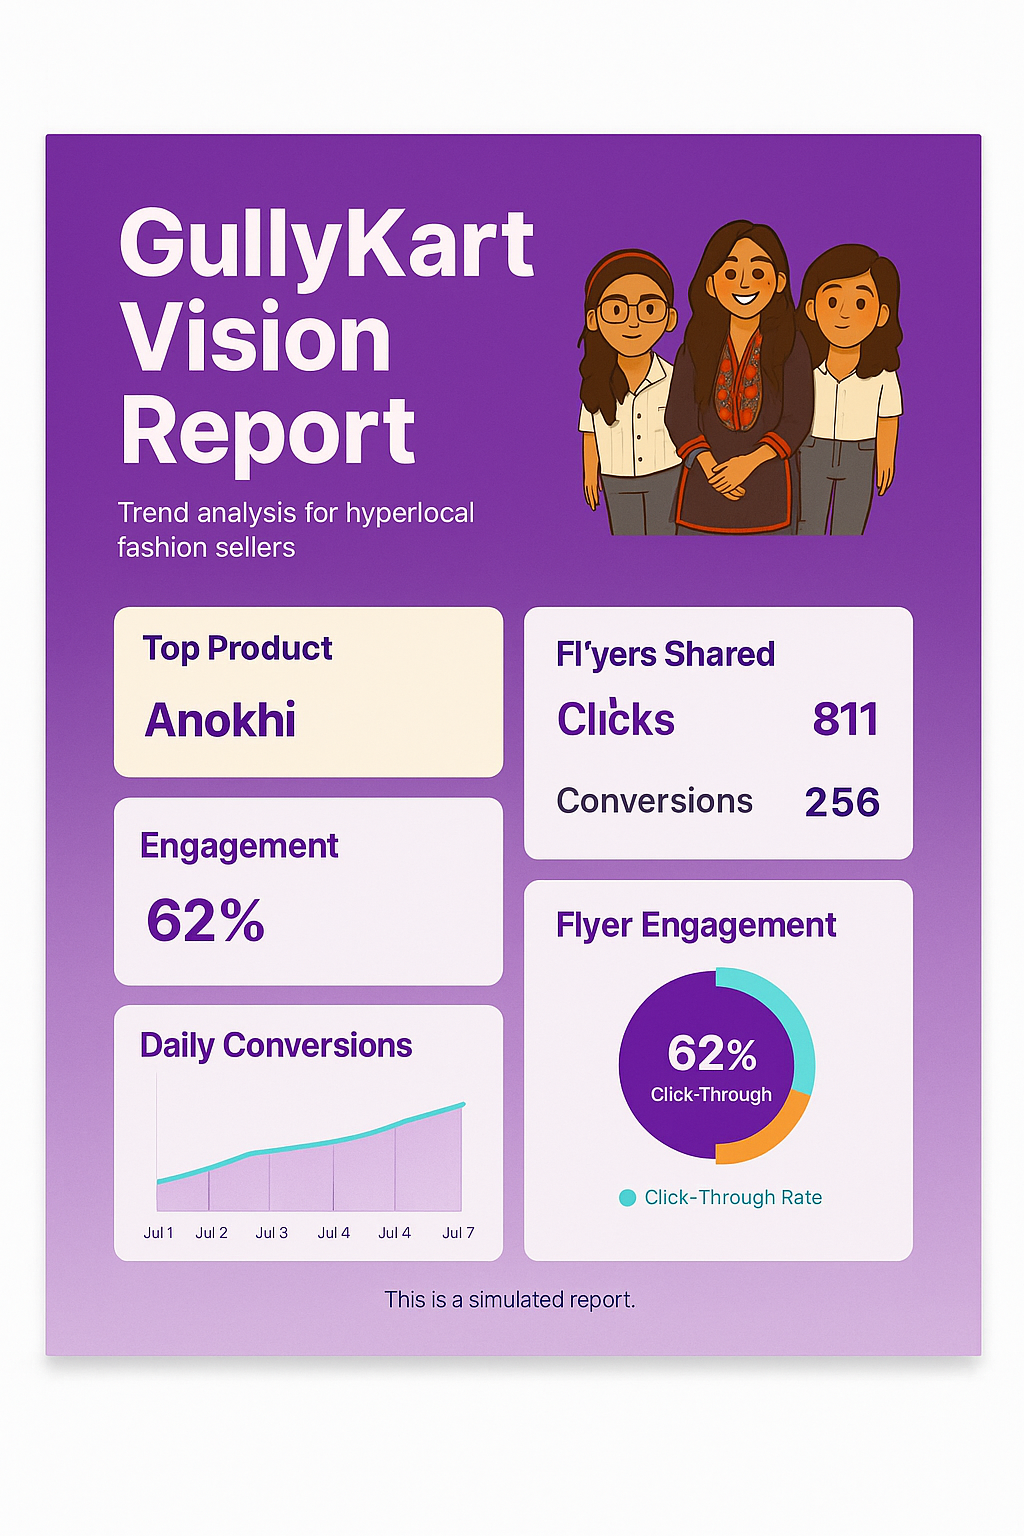 GullyKart
Vision
Report
Trend analysis for hyperlocal
fashion sellers
Top Product
Anokhi
Engagement
62%
Daily Conversions
Jul 1 Jul 2 Jul 3 Jul 4 Jul 4 Jul 7
Fl‘yers Shared
Clicks 811
Conversions 256
Flyer Engagement
62%
Click-Through
Click-Through Rate
This is a simulated report.